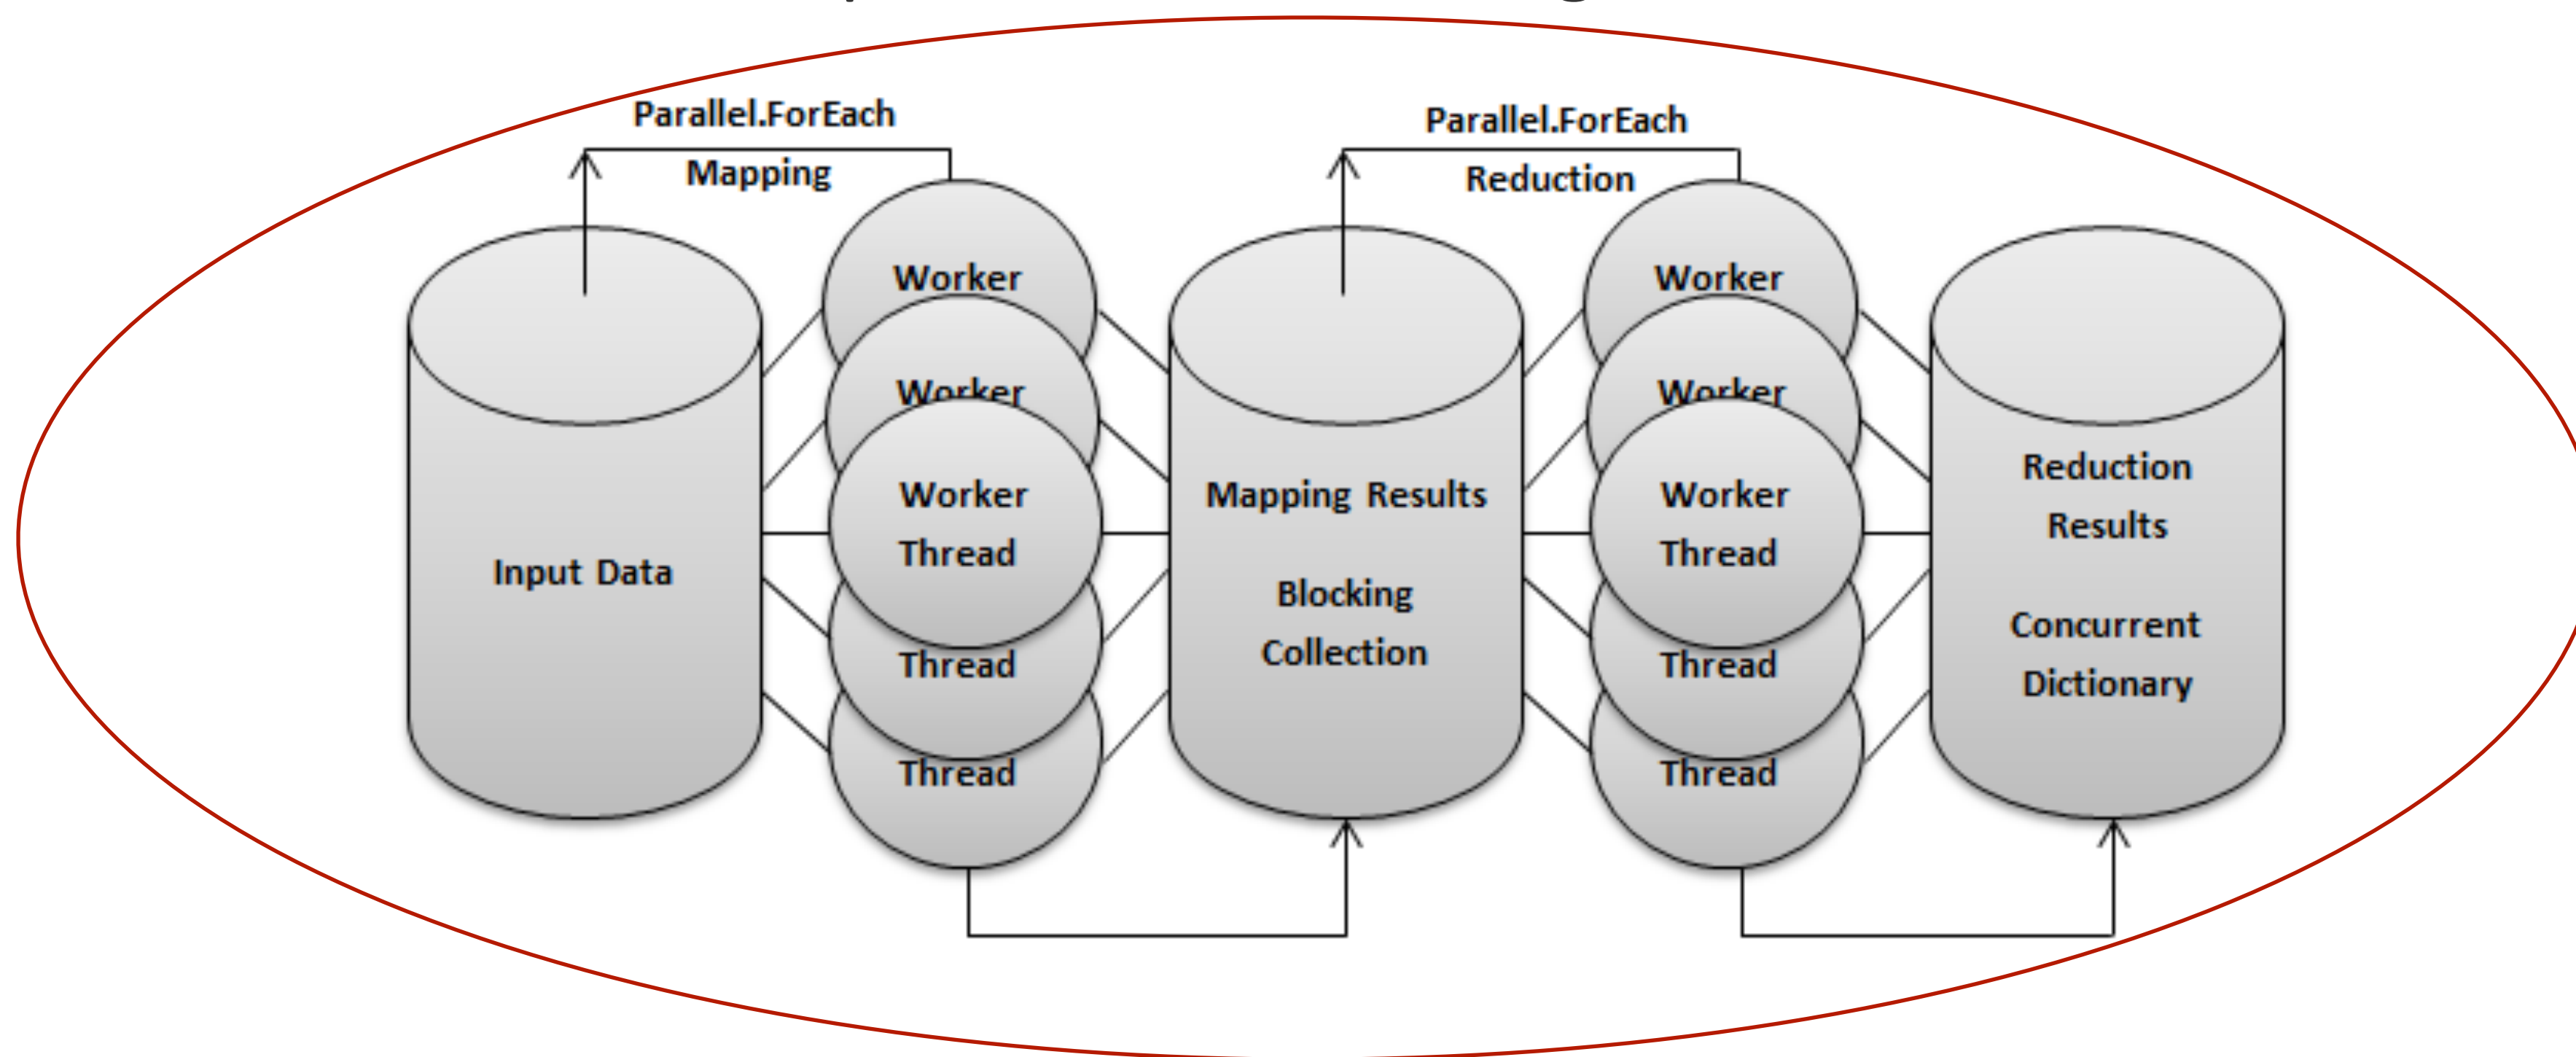 Parallel.ForEach
Mapping
Parallel.ForEach
Reduction
Input Data
Worker
Worker
Worker
Thread
Thread
Thread
Mapping Results
Blocking
Collection
Worker
Worker
Worker
Thread
Thread
Thread
Reduction
Results
Concurrent
Dictionary